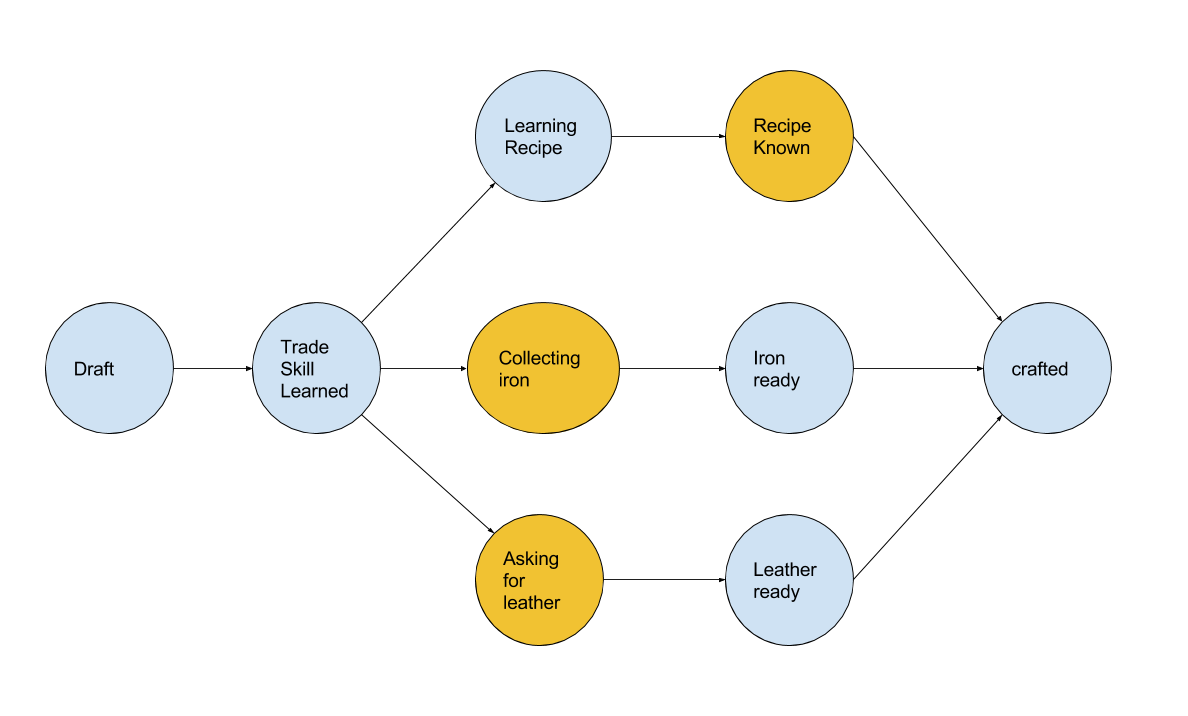 Learning
Recipe
Recipe
Known
Draft
Trade
Skill
Learned
Collecting
iron
Iron
ready
crafted
Asking
for
leather
Leather
ready